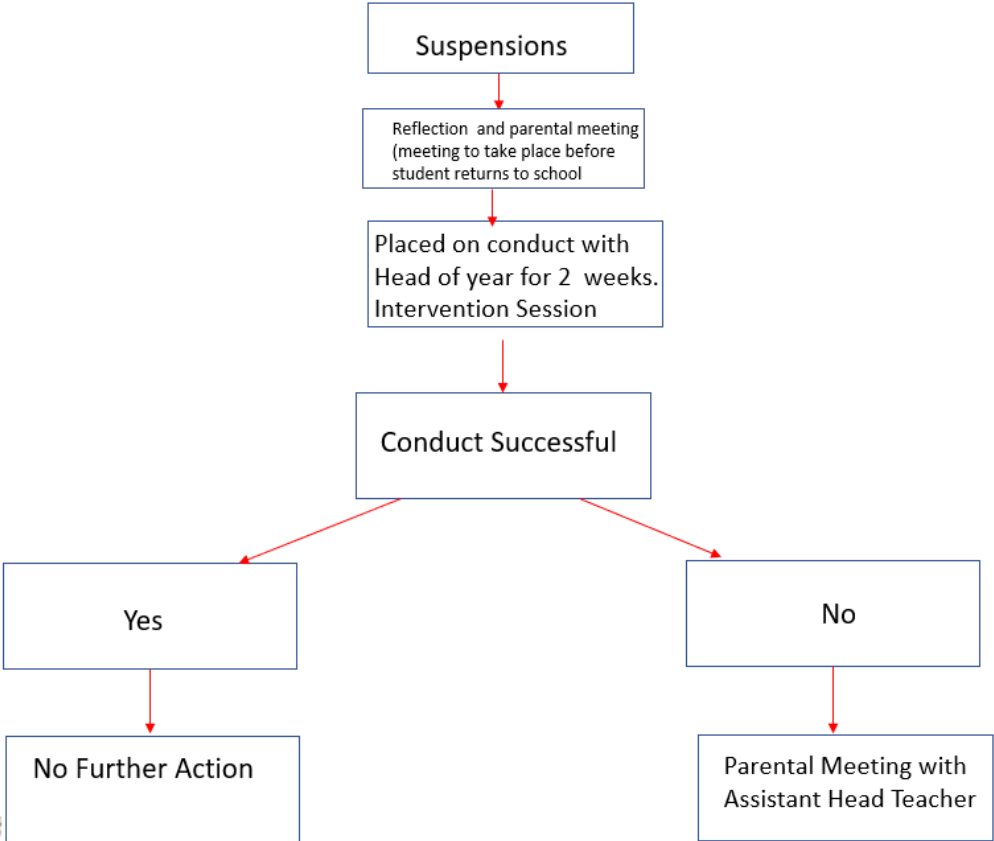 Suspensions
Reflection and parental meeting
(meeting to take place before
student returns to school
Placed on conduct with
Head of year for 2 weeks.
Intervention Session
Conduct Successful
Yes
No
No Further Action
Parental Meeting with
Assistant Head Teacher